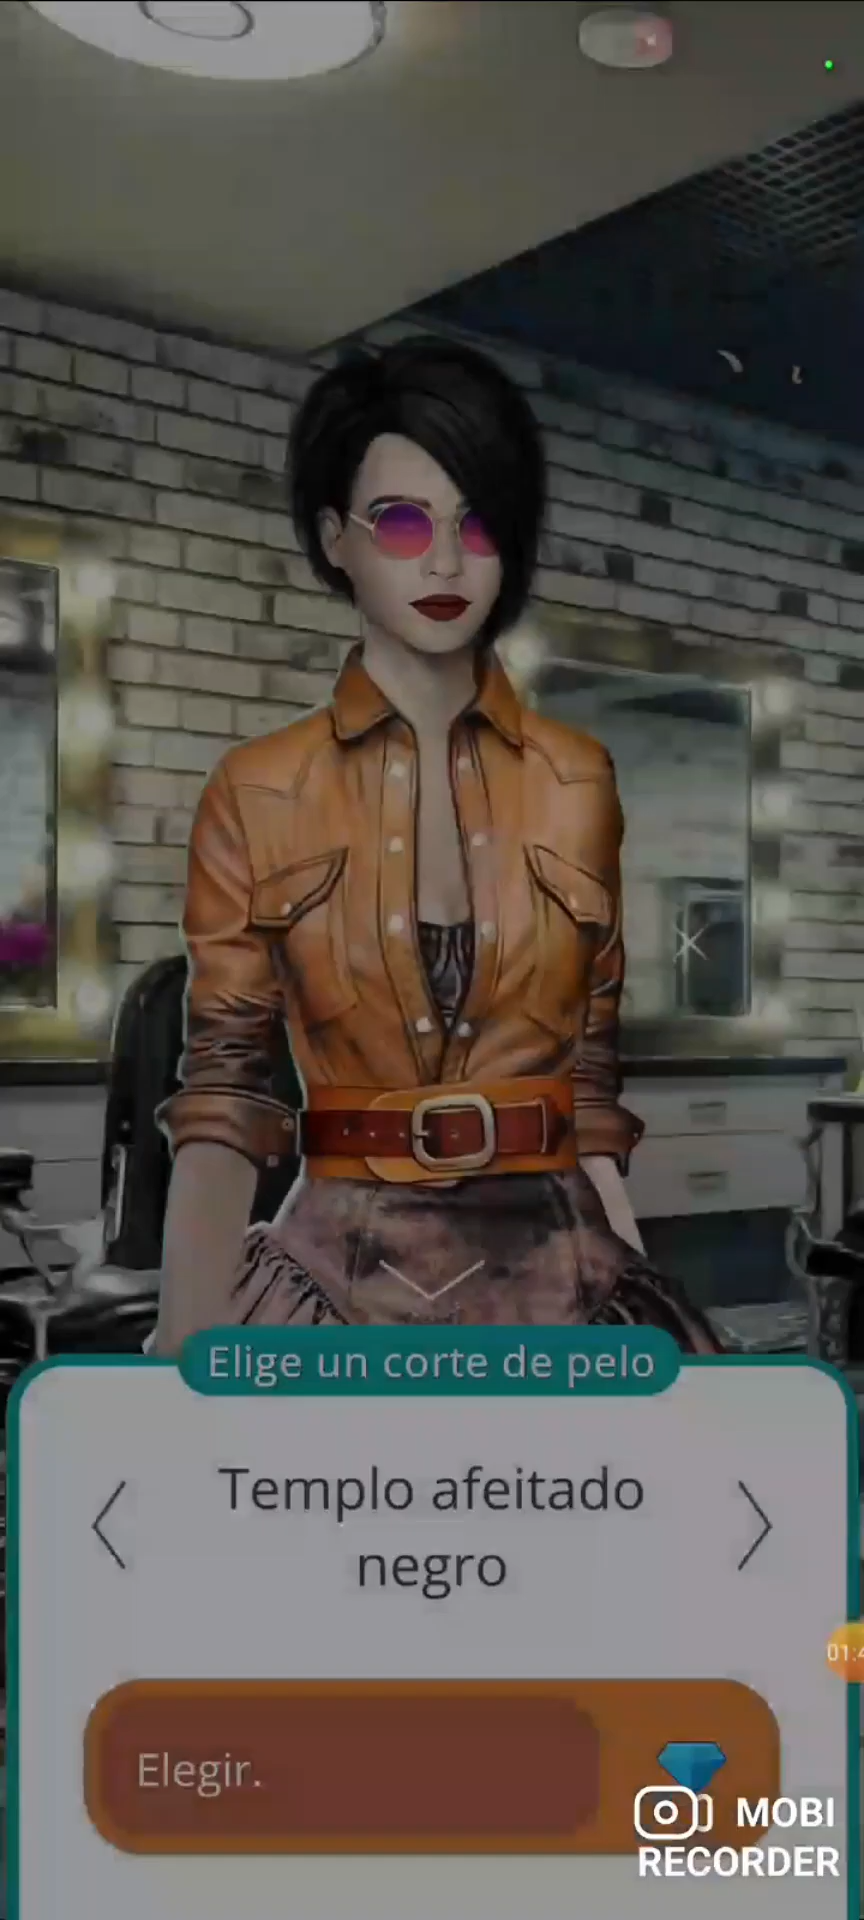 Elige un corte de pelo
Templo afeitado
negro
Elegir.
MOBI
RECORDER